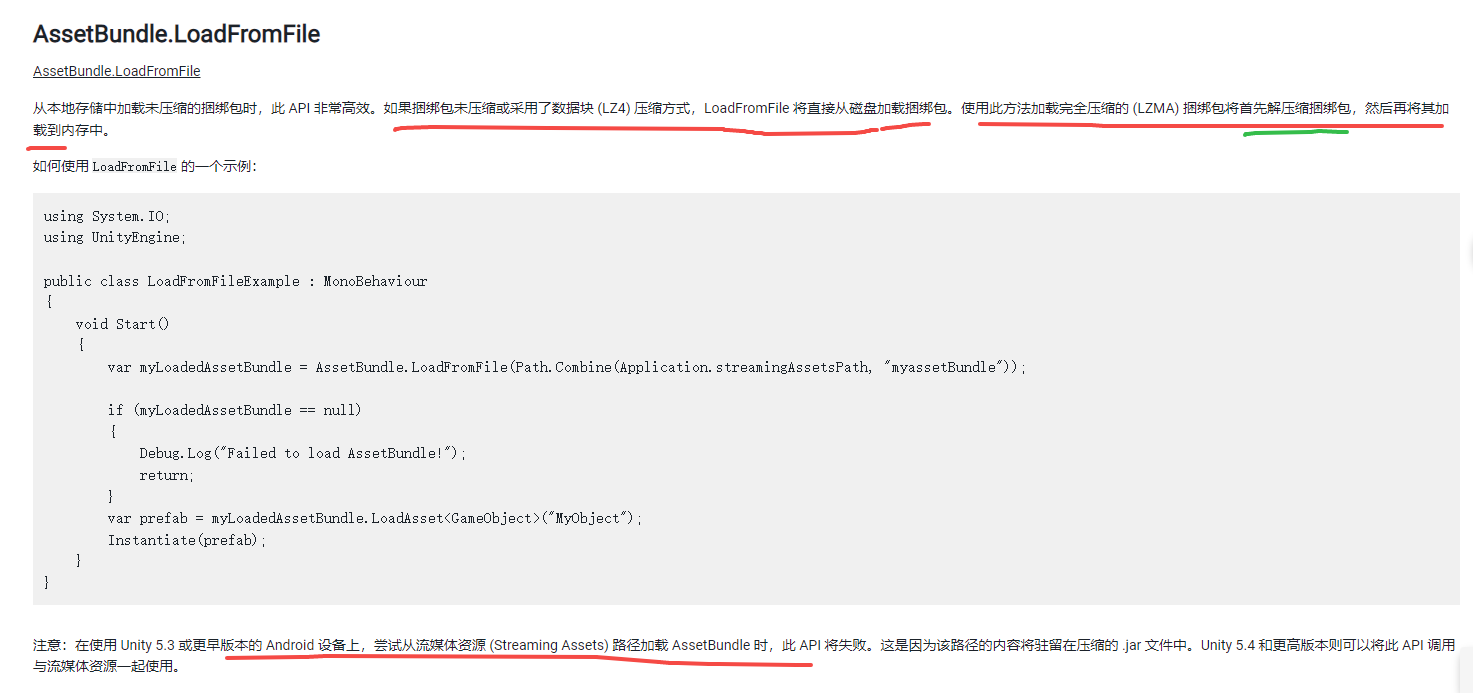 AssetBundle.LoadFromFile
AssetBundle.LoadFromFile
从本地存储中加载未压缩的捆绑包时，此 API 非常高效。如果捆绑包未压缩或采用了数据块 (LZ4) 压缩方式，LoadFromFile 将直接从磁盘加载捆绑包。使用此方法加载完全压缩的 (LZMA) 捆绑包将首先解压缩捆绑包，然后再将其加
载到内存中。
如何使用 LoadFromFile 的一个示例：
using System.IO;
using UnityEngine;
public class LoadFromFileExample : MonoBehaviour
{
void Start()
{
var myLoadedAssetBundle = AssetBundle.LoadFromFile(Path.Combine(Application.streamingAssetsPath, "myassetBundle"));
if (myLoadedAssetBundle == null)
{
Debug.Log("Failed to load AssetBundle!");
return;
}
var prefab = myLoadedAssetBundle.LoadAsset<GameObject>("MyObject");
Instantiate(prefab);
}
}
注意：在使用 Unity 5.3 或更早版本的 Android 设备上，尝试从流媒体资源 (Streaming Assets) 路径加载 AssetBundle 时，此 API 将失败。这是因为该路径的内容将驻留在压缩的 .jar 文件中。Unity 5.4 和更高版本则可以将此 API 调用
与流媒体资源一起使用。